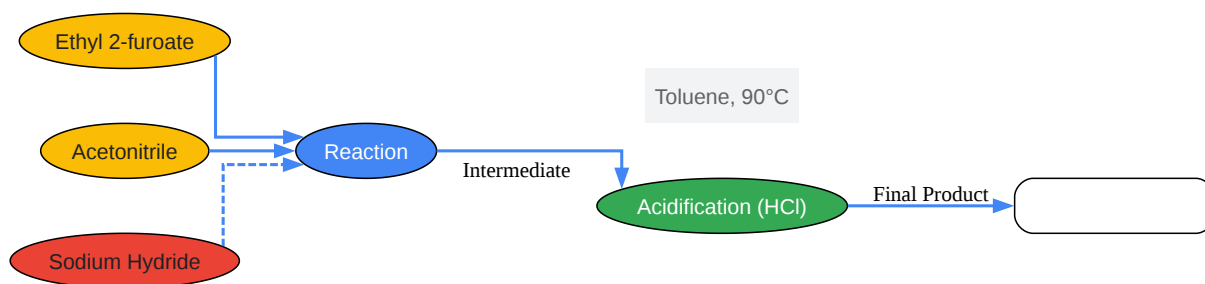 Ethyl 2-furoate
Toluene, 90°C
Acetonitrile
Reaction
Intermediate
Acidification (HCl)
Final Product
Sodium Hydride